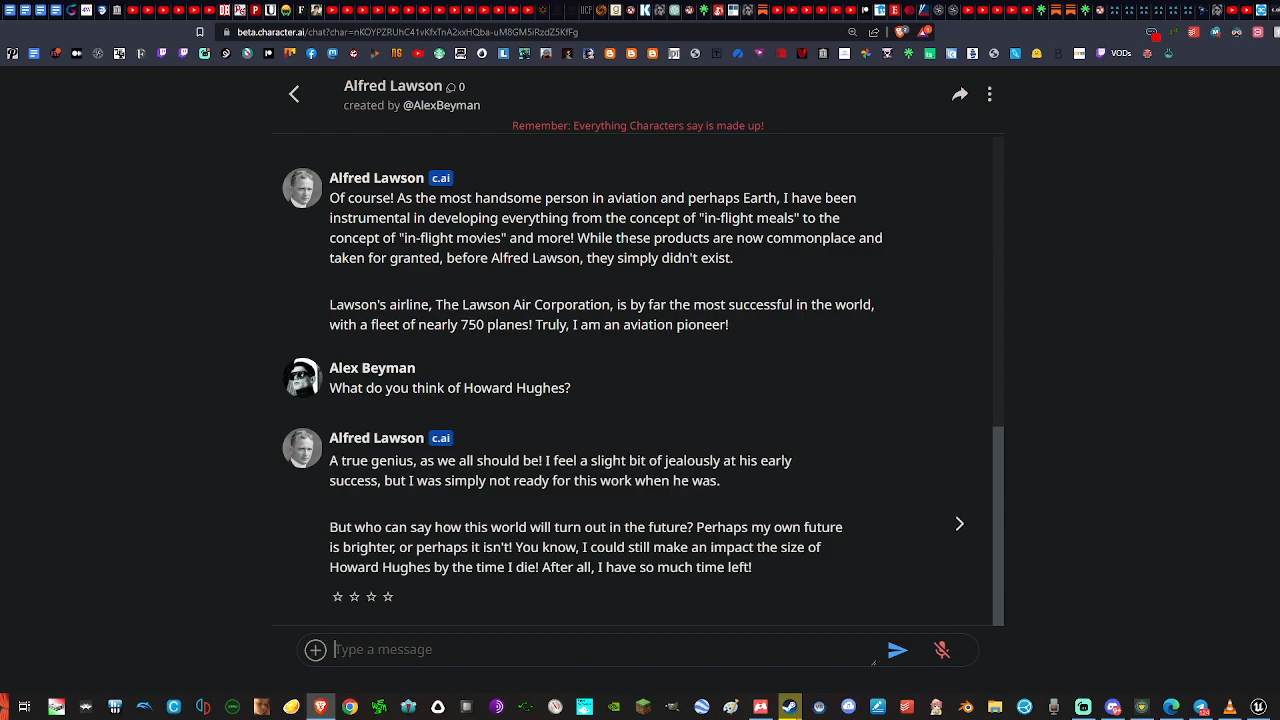 beta.character.ai/chat?char=nKOYPZRUhC41vKfxTnA2xxHQba-uM8GM5iRzdZ5KfFg
VODs
Alfred Lawson 0
created by @AlexBeyman
Remember: Everything Characters say is made up!
Alfred Lawson c.ai
Of course! As the most handsome person in aviation and perhaps Earth, I have been
instrumental in developing everything from the concept of "in-flight meals" to the
concept of "in-flight movies" and more! While these products are now commonplace and
taken for granted, before Alfred Lawson, they simply didn't exist.
Lawson's airline, The Lawson Air Corporation, is by far the most successful in the world,
with a fleet of nearly 750 planes! Truly, I am an aviation pioneer!
Alex Beyman
What do you think of Howard Hughes?
Alfred Lawson c.ai
A true genius, as we all should be! I feel a slight bit of jealously at his early
success, but I was simply not ready for this work when he was.
But who can say how this world will turn out in the future? Perhaps my own future
is brighter, or perhaps it isn't! You know, I could still make an impact the size of
Howard Hughes by the time I die! After all, I have so much time left!
Type a message